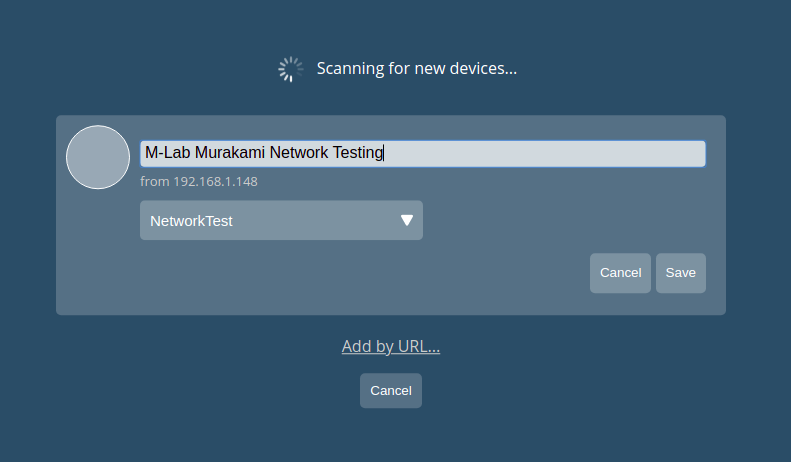 Scanning for new devices...
M-Lab Murakami Network Testing
from 192.168.1.148
NetworkTest
Cancel Save
Add by URL...
Cancel